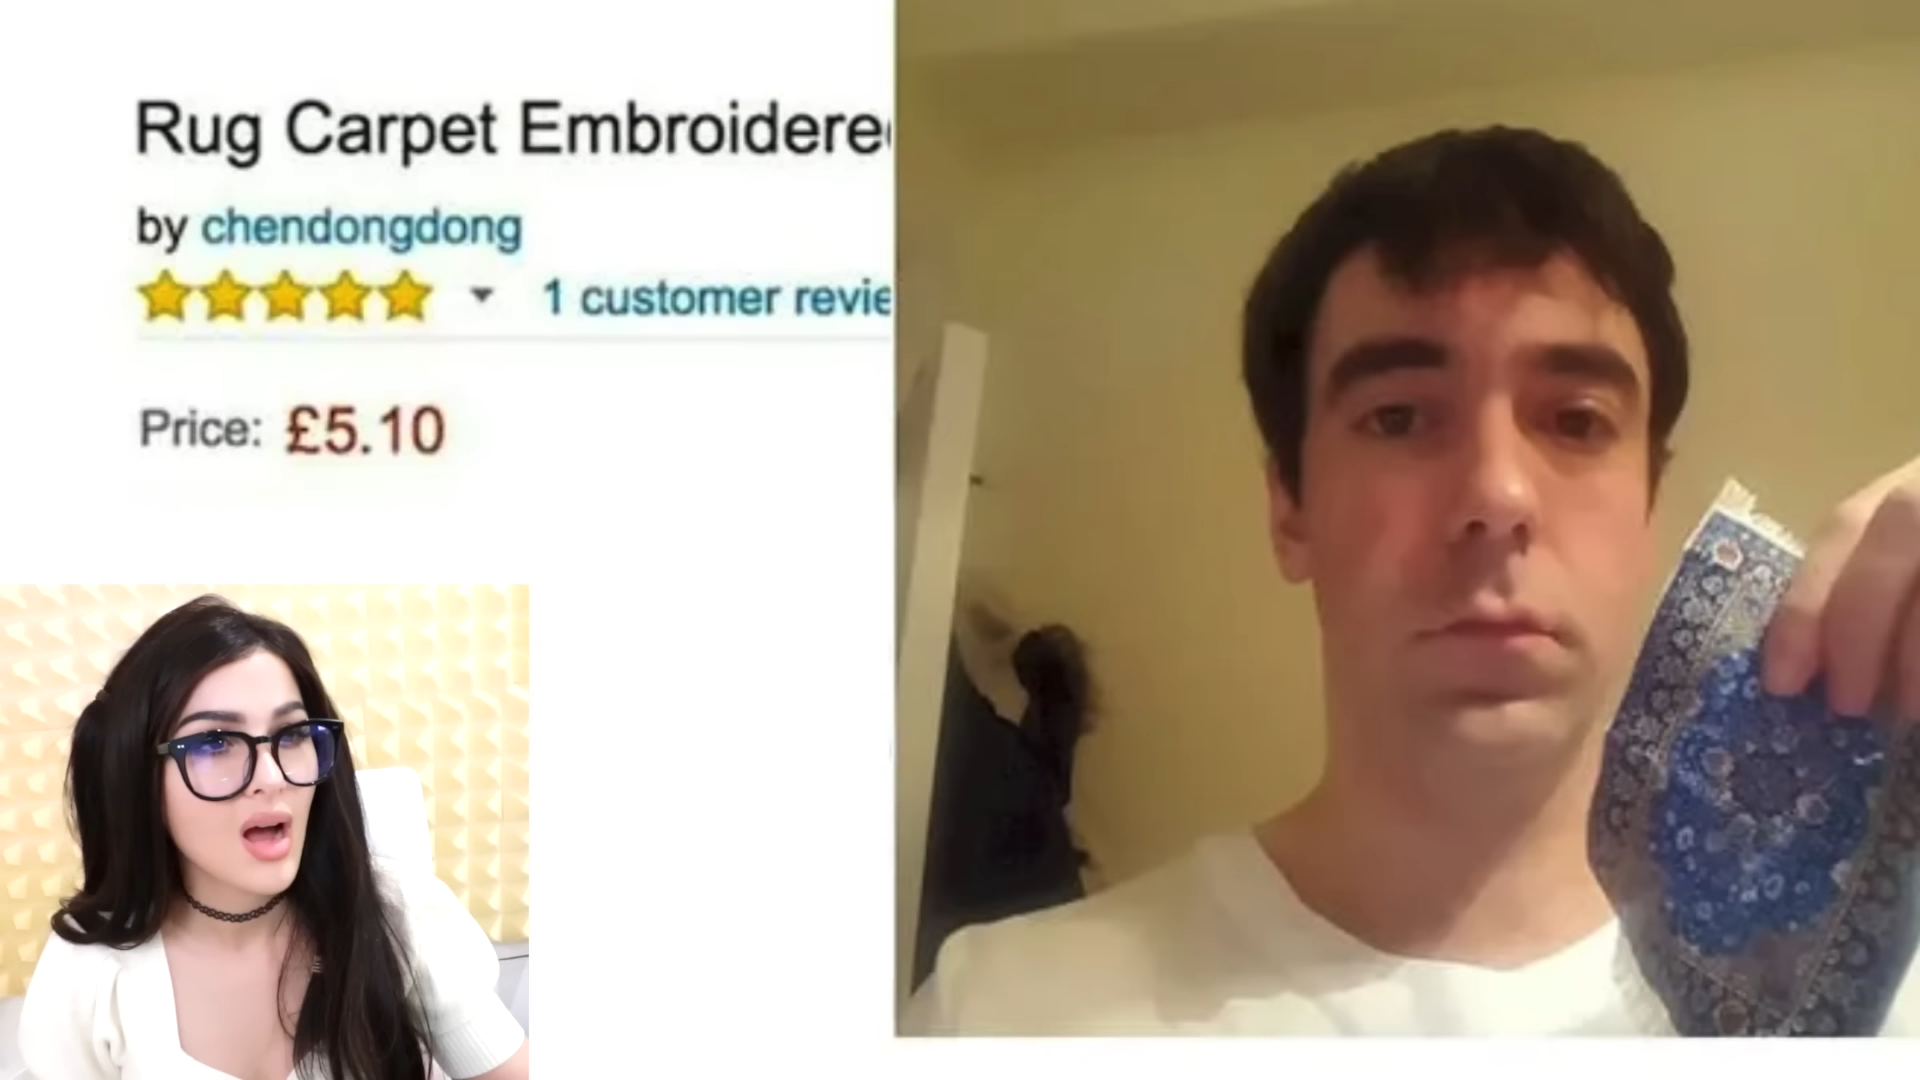 Rug Carpet Embroidere
by chendongdong
1 customer revie
Price: £5.10